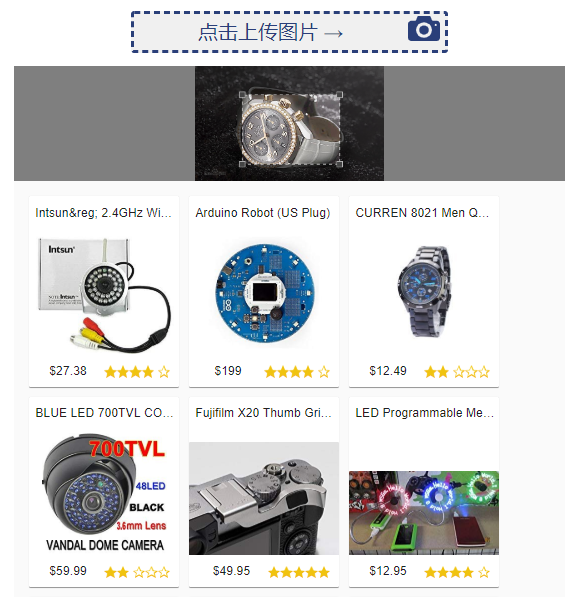 点击上传图片 →
Intsun&reg; 2.4GHz Wi...
Arduino Robot (US Plug)
CURREN 8021 Men Q...
Intsun
$27.38
$199
$12.49
BLUE LED 700TVL CO...
Fujifilm X20 Thumb Gri...
LED Programmable Me...
700TVL
48LED
BLACK
3.6mm Lens
VANDAL DOME CAMERA
$59.99
$49.95
$12.95